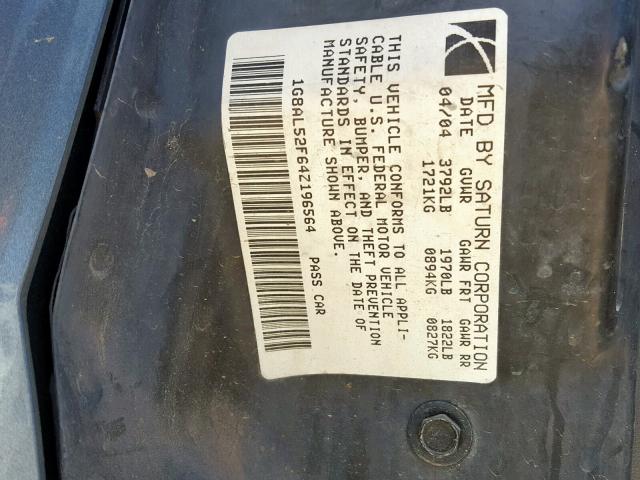 MFD BY SATURN CORPORATION
DATE GVWR GAWR FRT GAWR RR
04/04 3792LB 1970LB 1822LB
1721KG 0894KG 0827KG
THIS VEHICLE CONFORMS TO ALL APPLI-
CABLE U.S. FEDERAL MOTOR VEHICLE
SAFETY, BUMPER, AND THEFT PREVENTION
STANDARDS IN EFFECT ON THE DATE OF
MANUFACTURE SHOWN ABOVE.
1G8AL52F64Z196564 PASS CAR